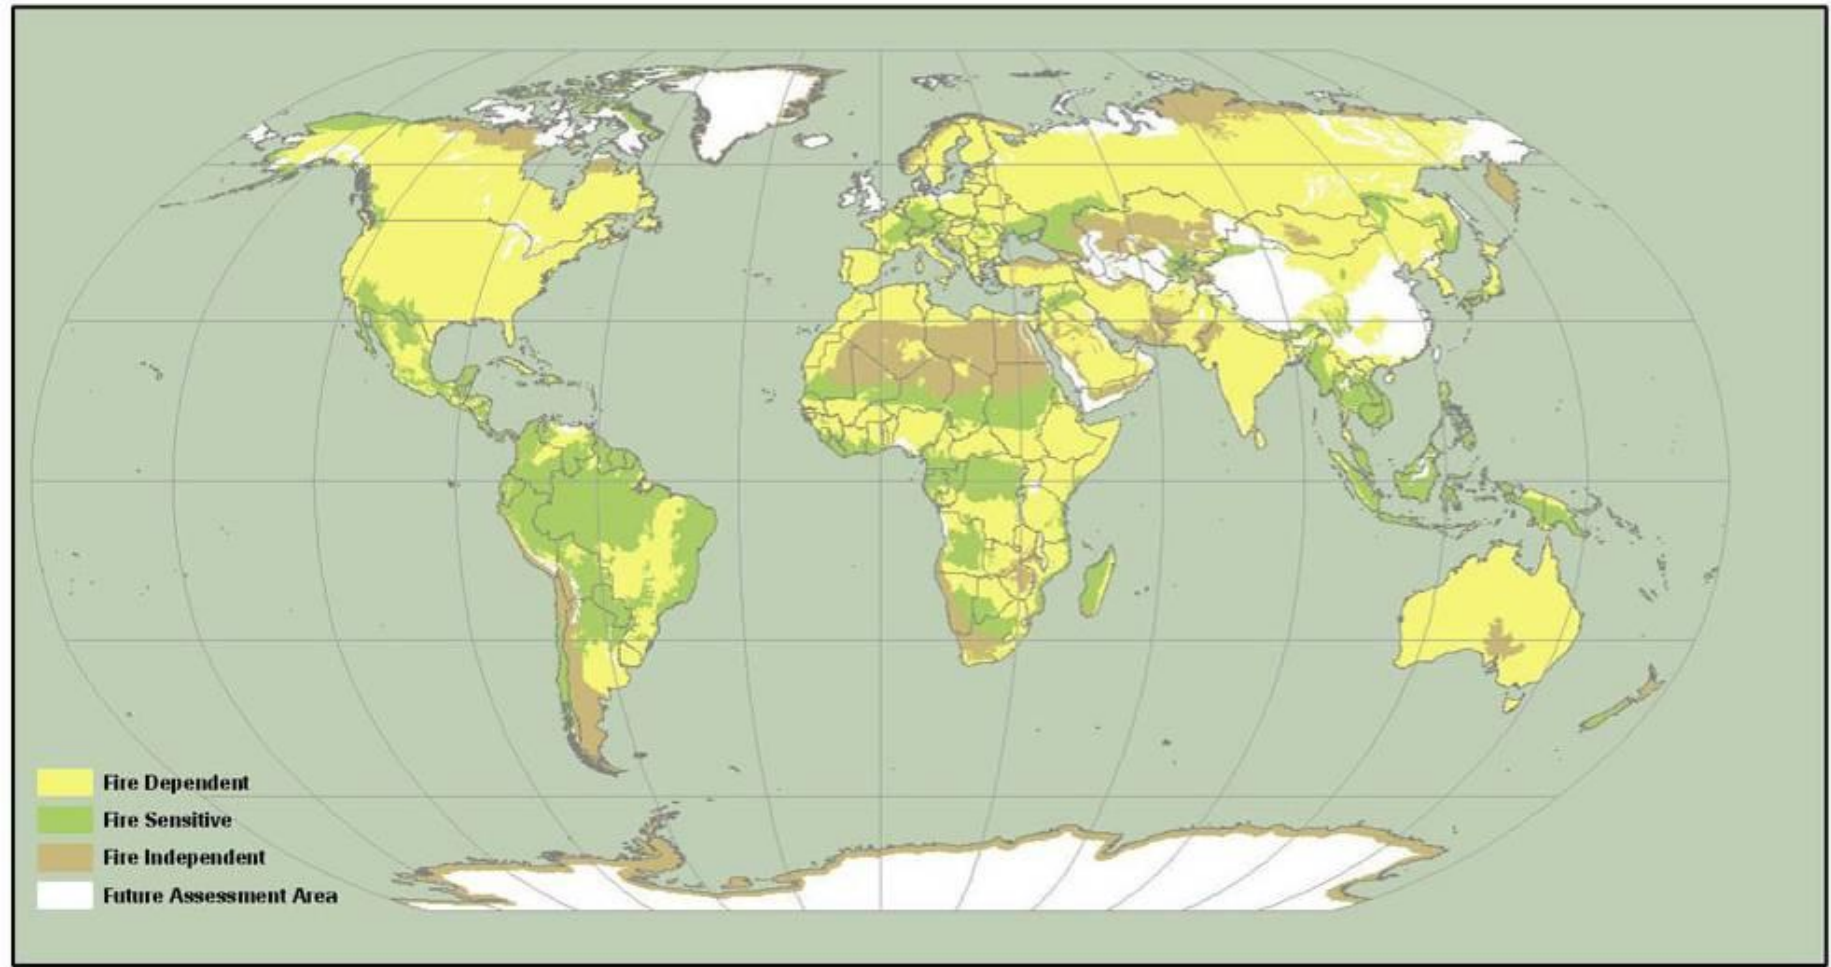 Fire Dependent
Fire Sensitive
Fire Independent
Future Assessment Area